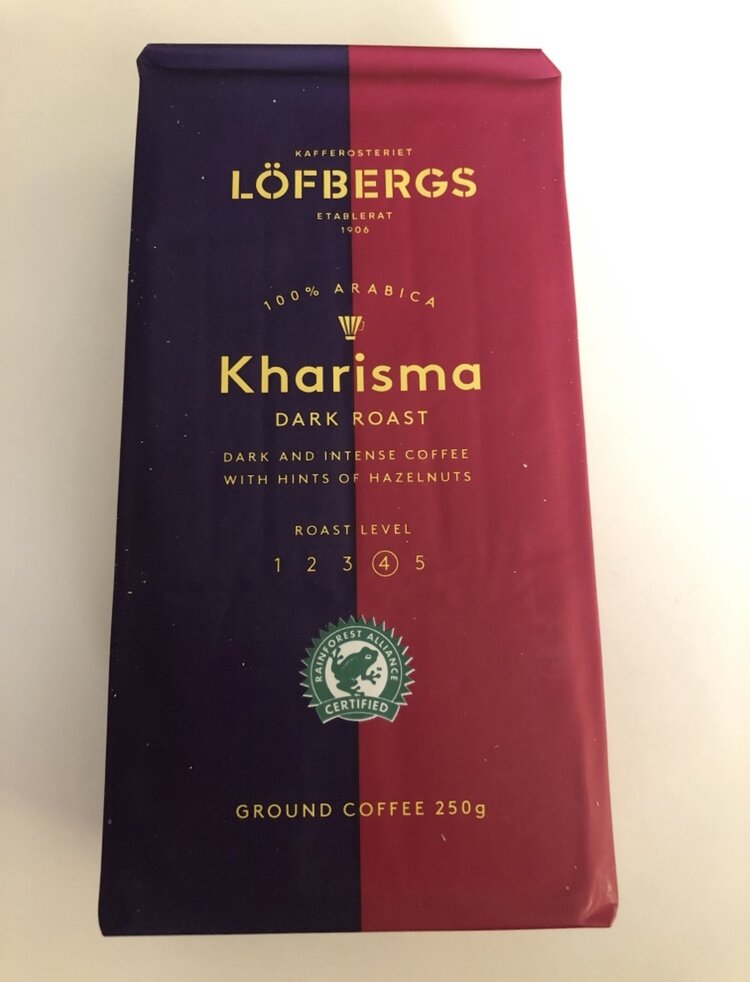 KAFFEROSTERIET
LÖFBERGS
ETABLERAT
1906
100% ARABICA
Kharisma
DARK ROAST
DARK AND INTENSE COFFEE
WITH HINTS OF HAZELNUTS
ROAST LEVEL
1 2 3 4 5
RAINFOREST ALLIANCE
CERTIFIED
GROUND COFFEE 250g